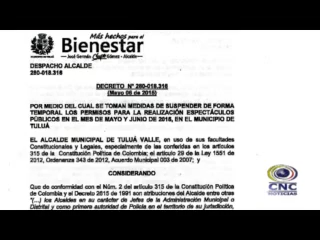 Más hechos para el
Bienestar
José Germán Gómez - Alcalde -
DESPACHO ALCALDE
280-018.316
DECRETO Nº 280-018.316
(Mayo 06 de 2016)
POR MEDIO DEL CUAL SE TOMAN MEDIDAS DE SUSPENDER DE FORMA
TEMPORAL LOS PERMISOS PARA LA REALIZACIÓN ESPECTÁCULOS
PÚBLICOS EN EL MES DE MAYO Y JUNIO DE 2016, EN EL MUNICIPIO DE
TULUÁ
EL ALCALDE MUNICIPAL DE TULUÁ VALLE, en uso de sus facultades
Constitucionales y Legales, especialmente de las conferidas en el artículo
315 de la Constitución Política de Colombia; el artículo 29 de la Ley 1551 de
2012, Ordenanza 343 de 2012, Acuerdo Municipal 003 de 2007; y
CONSIDERANDO
Que de conformidad con el Núm. 2 del artículo 315 de la Constitución Política
de Colombia y el Decreto 2615 de 1991 son atribuciones del Alcalde entre otras
"(...) los Alcaldes en su carácter de Jefes de la Administración Municipal o
Distrital y como primera autoridad de Policía en el territorio de su jurisdicción,
CNC
NOTICIAS